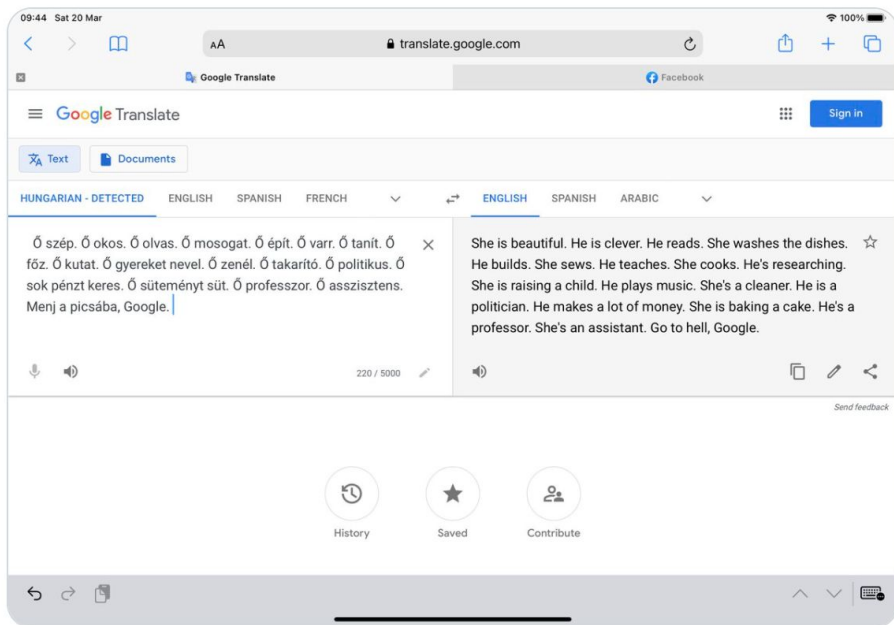 09:44 Sat 20 Mar
100%
AA
translate.google.com
Google Translate
Facebook
Google Translate
Sign in
Text
Documents
HUNGARIAN - DETECTED
ENGLISH
SPANISH
FRENCH
ENGLISH
SPANISH
ARABIC
Ő szép. Ő okos. Ő olvas. Ő mosogat. Ő épít. Ő varr. Ő tanít. Ő
főz. Ő kutat. Ő gyereket nevel. Ő zenél. Ő takarító. Ő politikus. Ő
sok pénzt keres. Ő süteményt süt. Ő professzor. Ő asszisztens.
Menj a picsába, Google.
220 / 5000
She is beautiful. He is clever. He reads. She washes the dishes.
He builds. She sews. He teaches. She cooks. He's researching.
She is raising a child. He plays music. She's a cleaner. He is a
politician. He makes a lot of money. She is baking a cake. He's a
professor. She's an assistant. Go to hell, Google.
Send feedback
History
Saved
Contribute